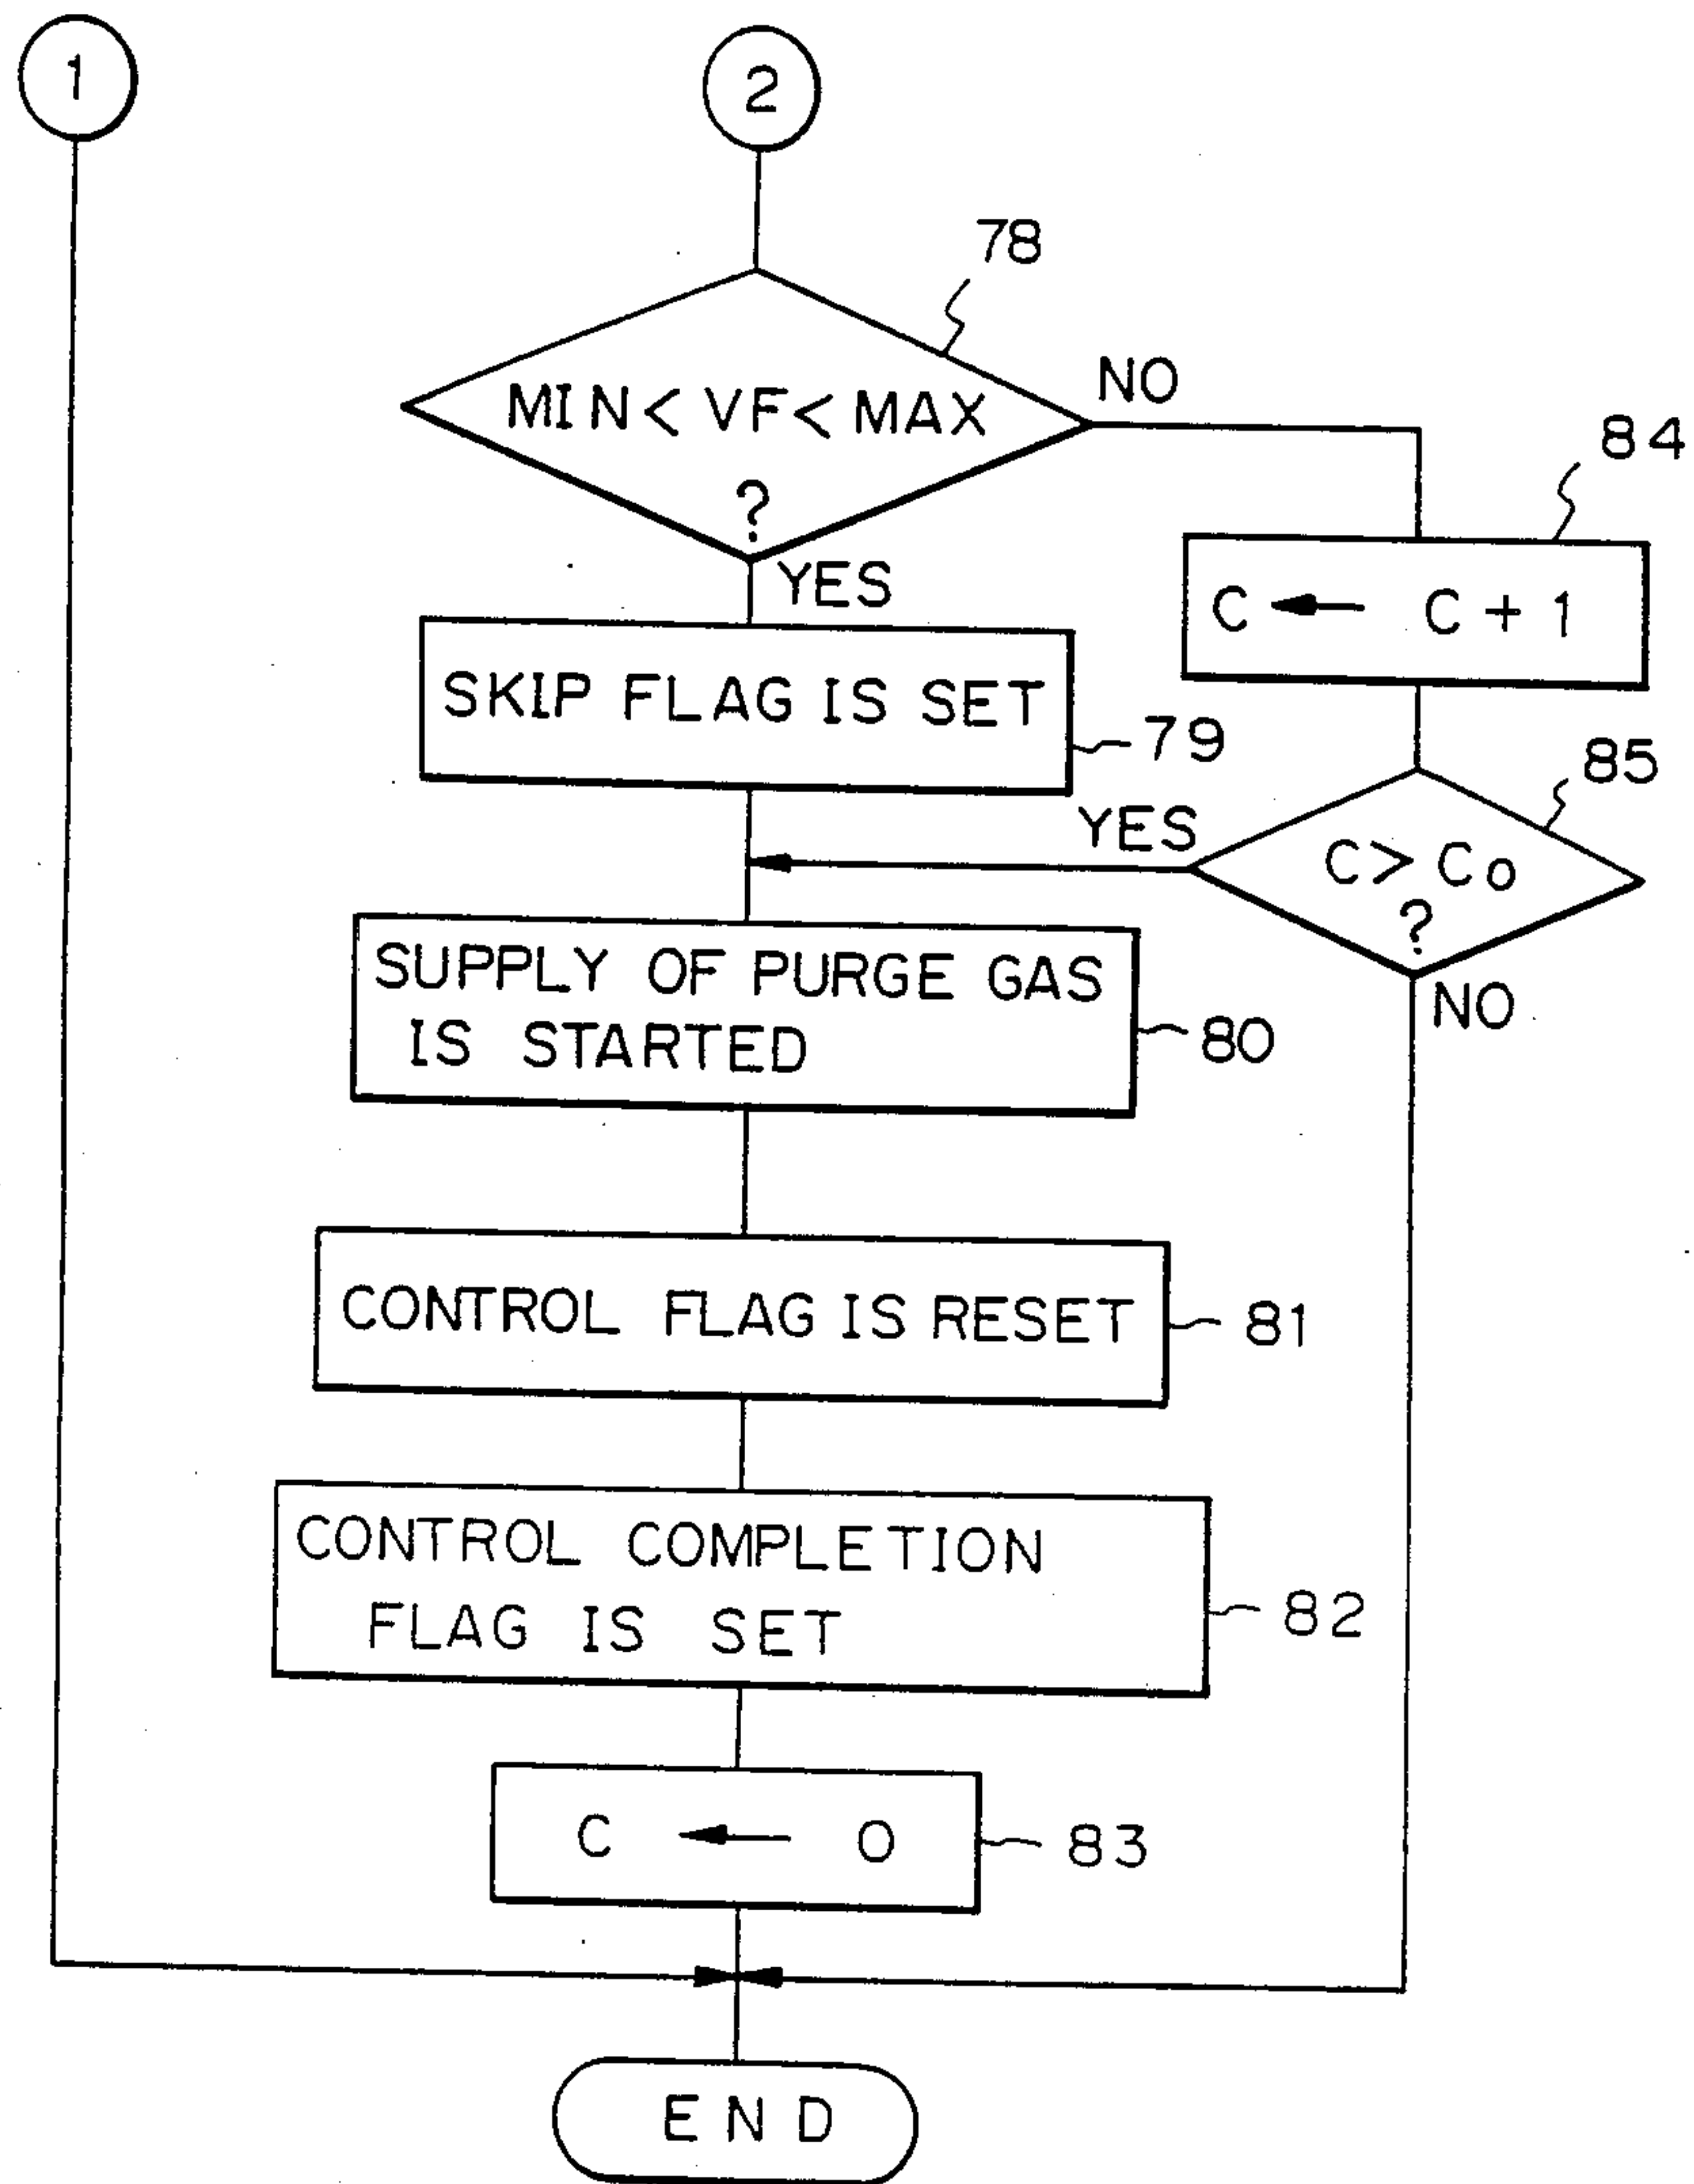 1
2
78
MIN < VF < MAX
?
NO
YES
84
C ← C + 1
SKIP FLAG IS SET
79
85
YES
C > Co
?
NO
SUPPLY OF PURGE GAS
IS STARTED
80
CONTROL FLAG IS RESET
81
CONTROL COMPLETION
FLAG IS SET
82
C ← 0
83
END